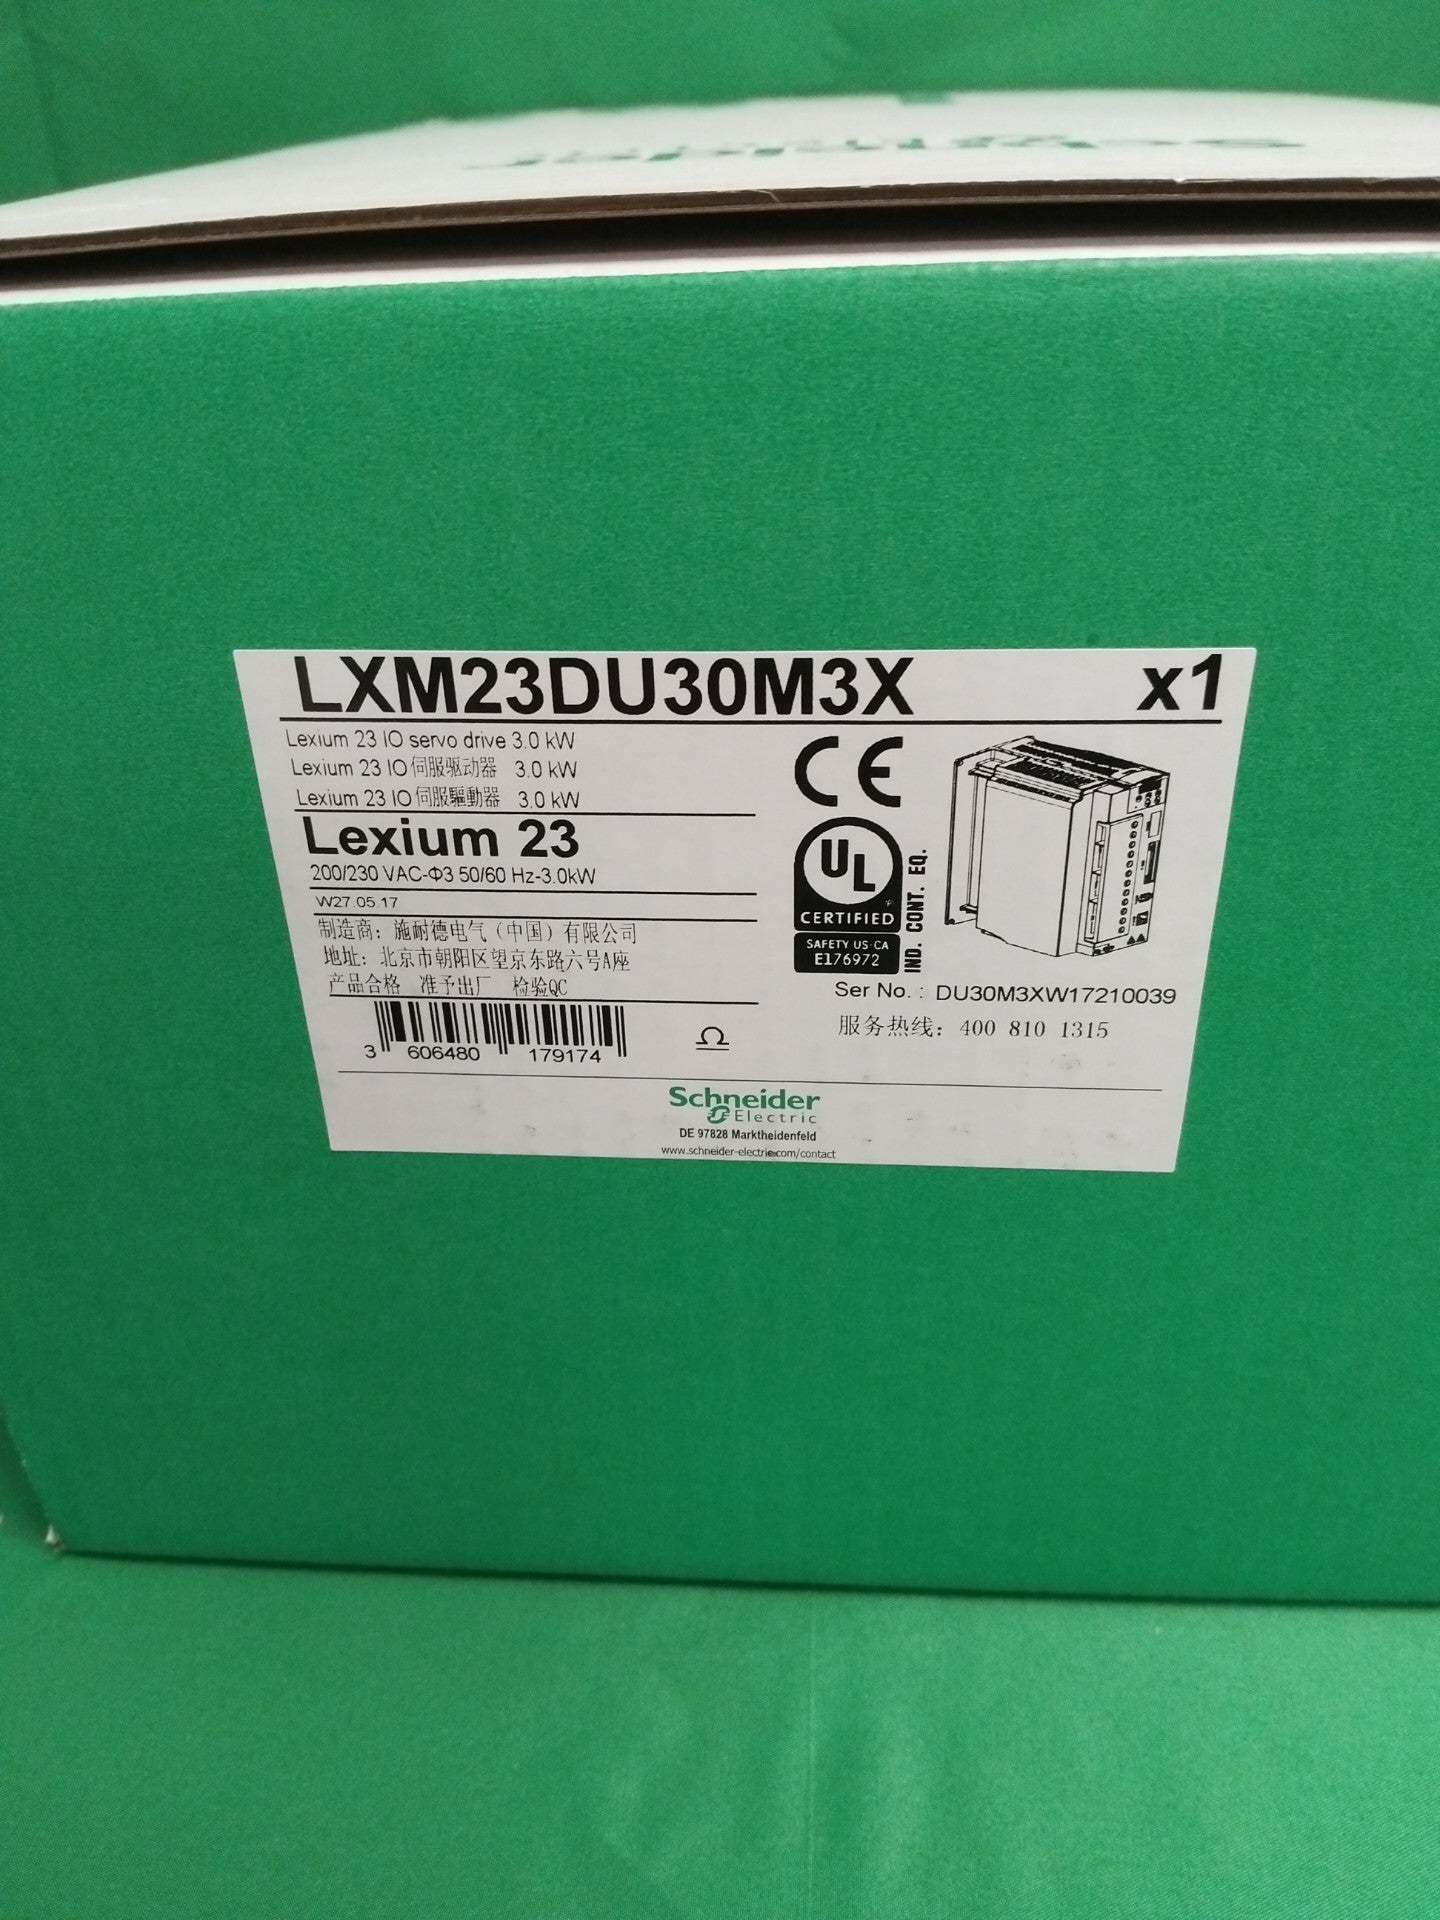 Schneider
LXM23DU30M3X x1
Lexium 23 IO servo drive 3.0 kW
Lexium 23 IO伺服驱动器 3.0 kW
Lexium 23 IO伺服驅動器 3.0 kW
Lexium 23
200/230 VAC-Φ3 50/60 Hz-3.0kW
W27.05.17
制造商：施耐德电气（中国）有限公司
地址：北京市朝阳区望京东路六号A座
产品合格 准予出厂 检验QC
3 606480 179174
CE
UL
CERTIFIED
SAFETY US-CA
E176972
IND. CONT. EQ.
Ser No. : DU30M3XW17210039
服务热线：400 810 1315
Schneider
Electric
DE 97828 Marktheidenfeld
www.schneider-electric.com/contact